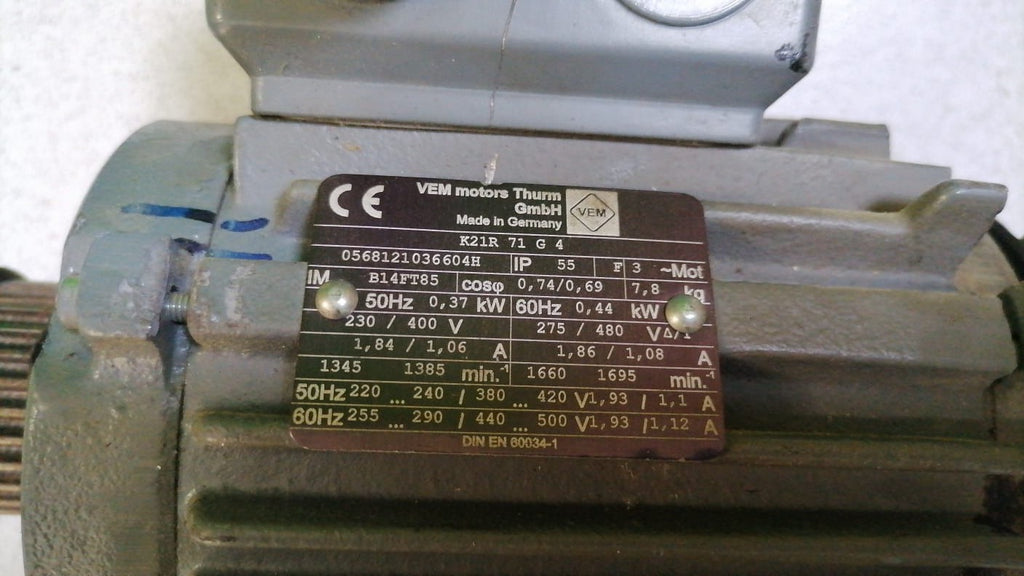 CE VEM motors Thurm
GmbH
Made in Germany
VEM
K21R 71 G 4
0568121036604H IP 55 F 3 ~Mot
IM B14FT85 cosφ 0,74/0,69 7,8 kg
50Hz 0,37 kW 60Hz 0,44 kW
230 / 400 V 275 / 480 V Δ/
1,84 / 1,06 A 1,86 / 1,08 A
1345 1385 min.⁻¹ 1660 1695 min.⁻¹
50Hz 220 ... 240 / 380 ... 420 V 1,93 / 1,1 A
60Hz 255 ... 290 / 440 ... 500 V 1,93 / 1,12 A
DIN EN 60034-1